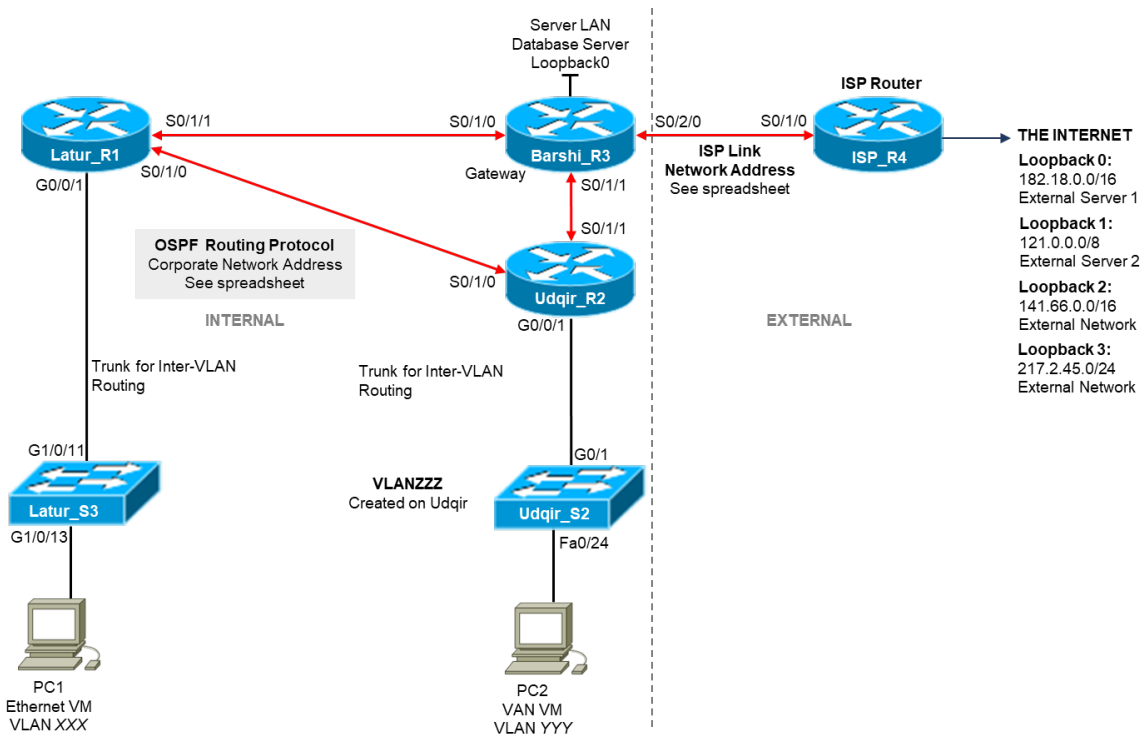 Server LAN
Database Server
Loopback0
ISP Router
S0/1/1
S0/1/0
S0/2/0
S0/1/0
Latur_R1
Barshi_R3
ISP_R4
THE INTERNET
G0/0/1
S0/1/0
Gateway
S0/1/1
ISP Link
Network Address
See spreadsheet
Loopback 0:
182.18.0.0/16
External Server 1
Loopback 1:
121.0.0.0/8
External Server 2
Loopback 2:
141.66.0.0/16
External Network
Loopback 3:
217.2.45.0/24
External Network
OSPF Routing Protocol
Corporate Network Address
See spreadsheet
S0/1/1
S0/1/0
Udqir_R2
G0/0/1
INTERNAL
EXTERNAL
Trunk for Inter-VLAN
Routing
Trunk for Inter-VLAN
Routing
G1/0/11
G0/1
VLANZZZ
Created on Udqir
Latur_S3
Udqir_S2
G1/0/13
Fa0/24
PC1
Ethernet VM
VLAN XXX
PC2
VAN VM
VLAN YYY